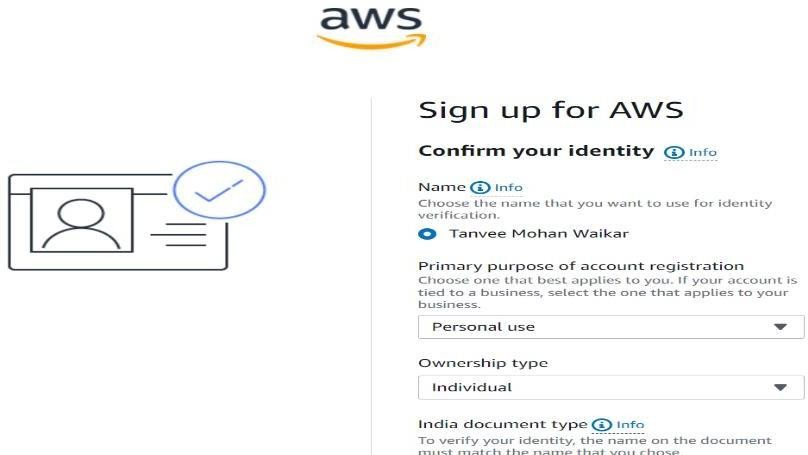 aws
Sign up for AWS
Confirm your identity Info
Name Info
Choose the name that you want to use for identity
verification.
Tanvee Mohan Waikar
Primary purpose of account registration
Choose one that best applies to you. If your account is
tied to a business, select the one that applies to your
business.
Personal use
Ownership type
Individual
India document type Info
To verify your identity, the name on the document
must match the name that you chose